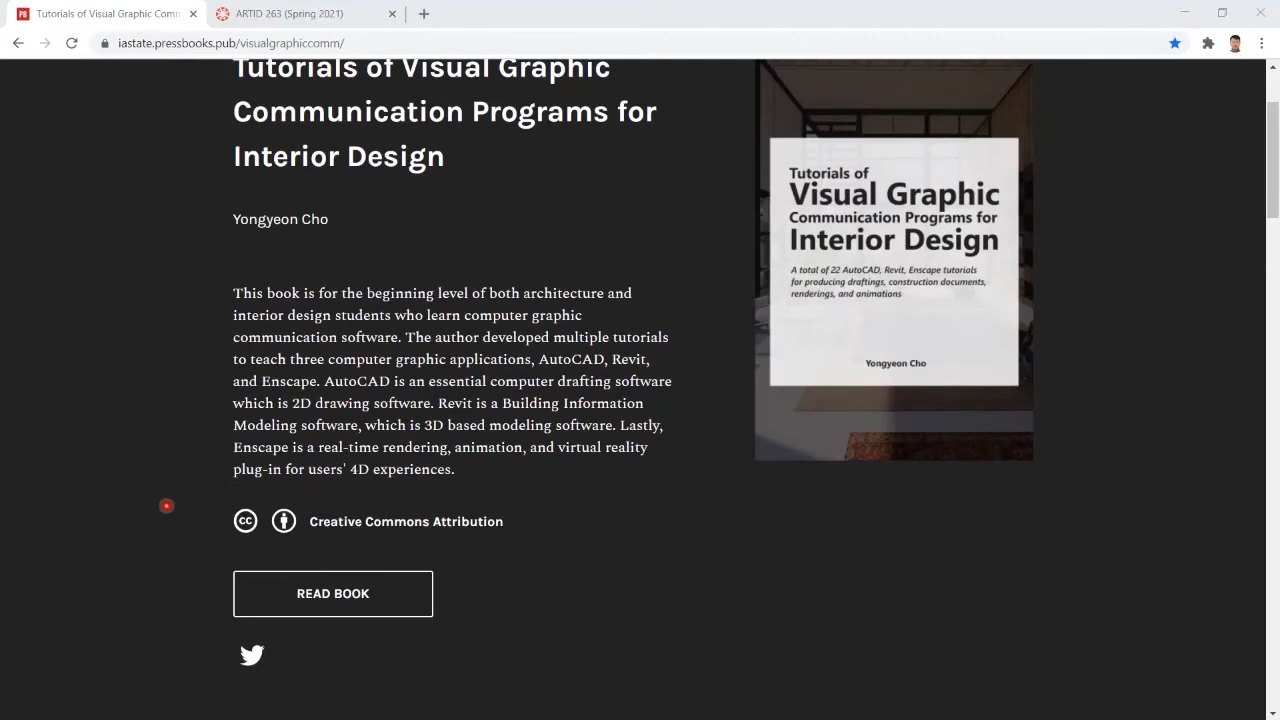 Tutorials of Visual Graphic Comm
ARTID 263 (Spring 2021)
iastate.pressbooks.pub/visualgraphiccomm/
Tutorials of Visual Graphic
Communication Programs for
Interior Design
Yongyeon Cho
This book is for the beginning level of both architecture and
interior design students who learn computer graphic
communication software. The author developed multiple tutorials
to teach three computer graphic applications, AutoCAD, Revit,
and Enscape. AutoCAD is an essential computer drafting software
which is 2D drawing software. Revit is a Building Information
Modeling software, which is 3D based modeling software. Lastly,
Enscape is a real-time rendering, animation, and virtual reality
plug-in for users' 4D experiences.
cc
Creative Commons Attribution
READ BOOK
Tutorials of
Visual Graphic
Communication Programs for
Interior Design
A total of 22 AutoCAD, Revit, Enscape tutorials
for producing draftings, construction documents,
renderings, and animations
Yongyeon Cho